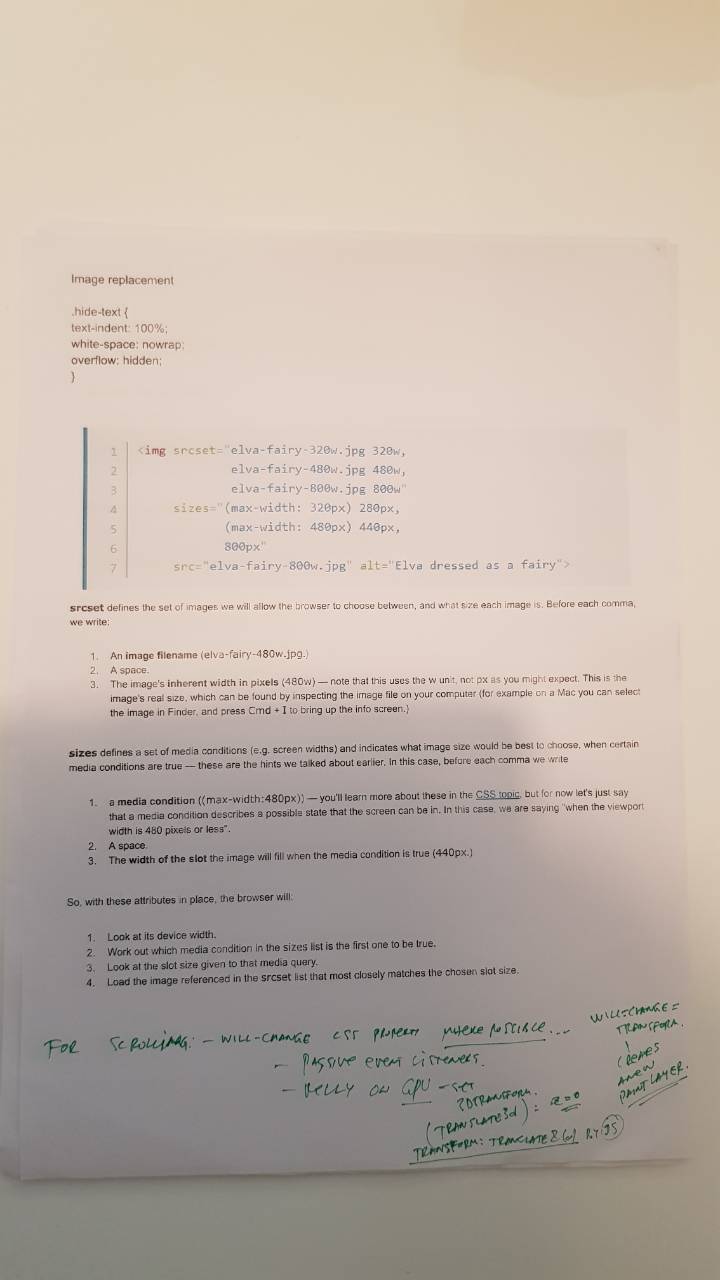 Image replacement
.hide-text {
text-indent: 100%;
white-space: nowrap;
overflow: hidden;
}
1 <img srcset="elva-fairy-320w.jpg 320w,
2 elva-fairy-480w.jpg 480w,
3 elva-fairy-800w.jpg 800w"
4 sizes="(max-width: 320px) 280px,
5 (max-width: 480px) 440px,
6 800px"
7 src="elva-fairy-800w.jpg" alt="Elva dressed as a fairy">
srcset defines the set of images we will allow the browser to choose between, and what size each image is. Before each comma,
we write:
1. An image filename (elva-fairy-480w.jpg.)
2. A space.
3. The image's inherent width in pixels (480w) — note that this uses the w unit, not px as you might expect. This is the
image's real size, which can be found by inspecting the image file on your computer (for example on a Mac you can select
the image in Finder, and press Cmd + I to bring up the info screen.)
sizes defines a set of media conditions (e.g. screen widths) and indicates what image size would be best to choose, when certain
media conditions are true — these are the hints we talked about earlier. In this case, before each comma we write
1. a media condition ((max-width:480px)) — you'll learn more about these in the CSS topic, but for now let's just say
that a media condition describes a possible state that the screen can be in. In this case, we are saying "when the viewport
width is 480 pixels or less".
2. A space.
3. The width of the slot the image will fill when the media condition is true (440px.)
So, with these attributes in place, the browser will:
1. Look at its device width.
2. Work out which media condition in the sizes list is the first one to be true.
3. Look at the slot size given to that media query.
4. Load the image referenced in the srcset list that most closely matches the chosen slot size.
FOR SCROLLING: - WILL-CHANGE CSS PROPERTY WHERE POSSIBLE...
- PASSIVE EVENT LISTENERS.
- RELLY ON GPU - SET
(TRANSLATE3d): z=0
TRANSFORM:
WILL-CHANGE =
TRANSFORM.
CREATES
A NEW
PAINT LAYER.